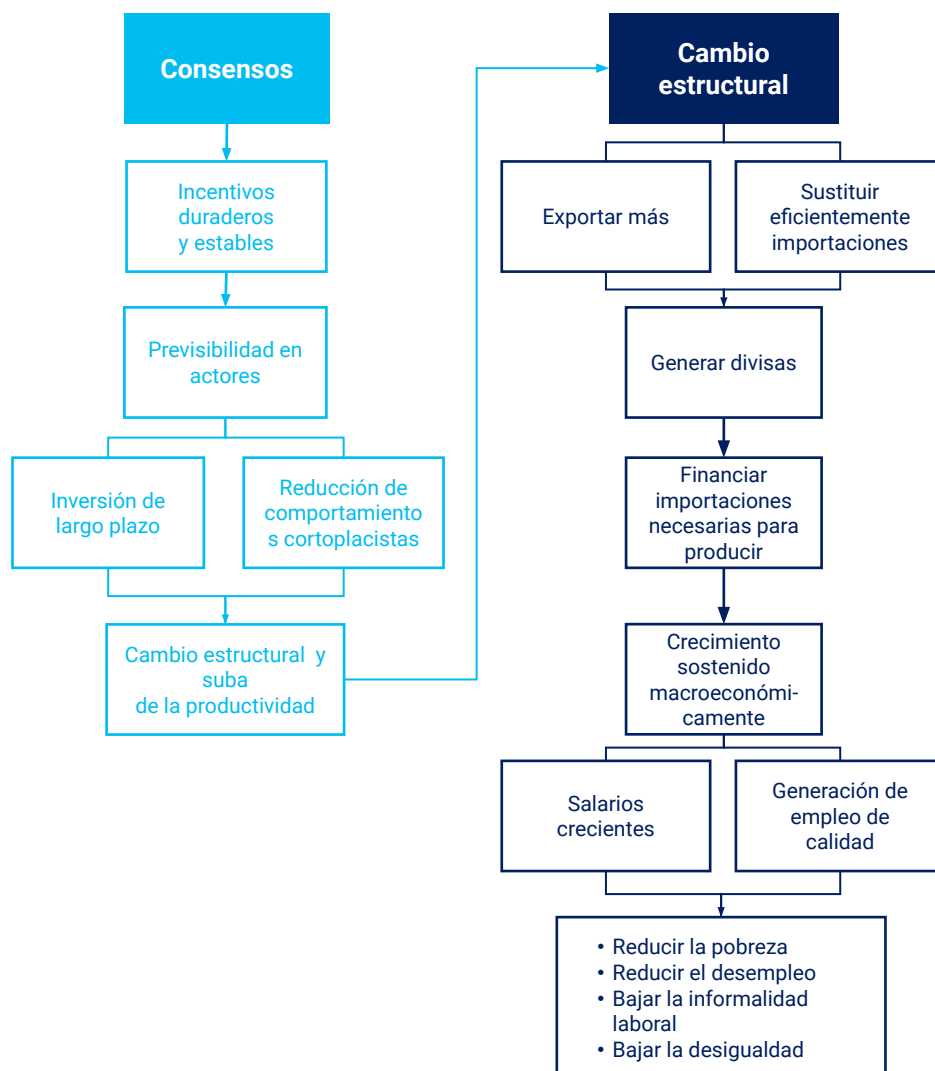 Consensos
Incentivos
duraderos
y estables
Previsibilidad en
actores
Inversión de
largo plazo
Reducción de
comportamiento
s cortoplacistas
Cambio estructural y
suba
de la productividad
Cambio
estructural
Exportar más
Sustituir
eficientemente
importaciones
Generar divisas
Financiar
importaciones
necesarias para
producir
Crecimiento
sostenido
macroeconómi-
camente
Salarios
crecientes
Generación de
empleo de
calidad
• Reducir la pobreza
• Reducir el desempleo
• Bajar la informalidad
laboral
• Bajar la desigualdad